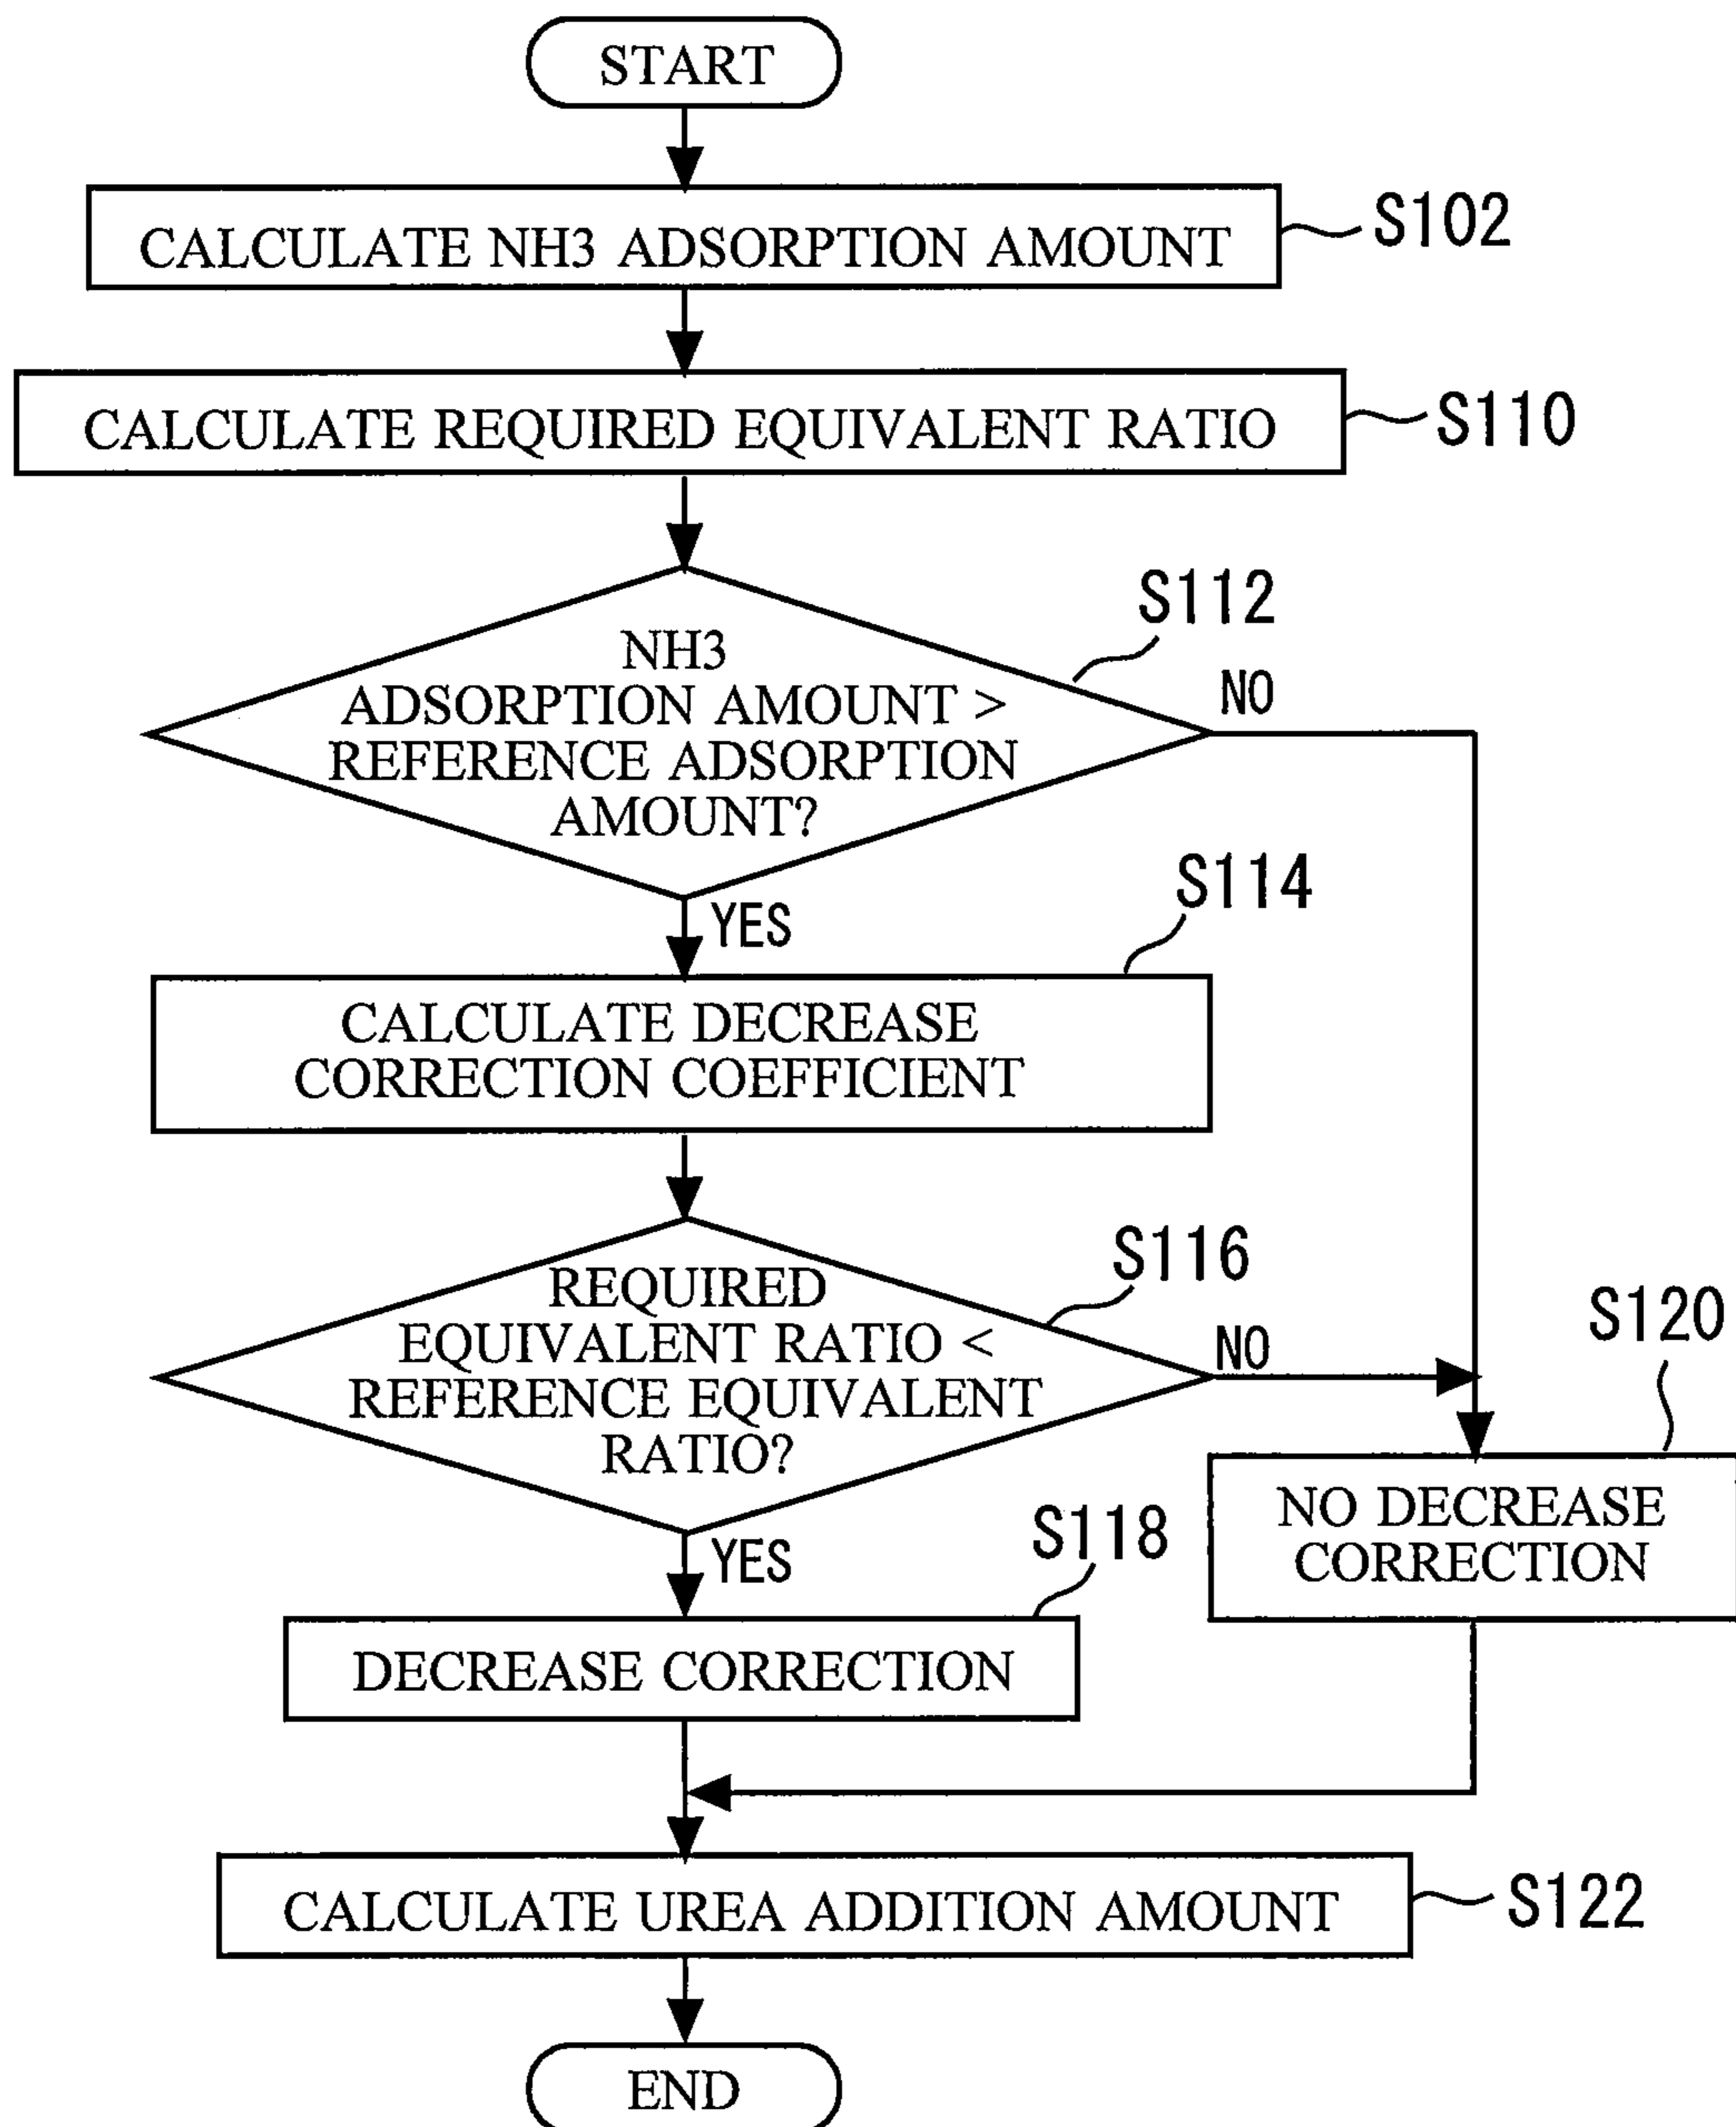 START
CALCULATE NH3 ADSORPTION AMOUNT
S102
CALCULATE REQUIRED EQUIVALENT RATIO
S110
S112
NH3
ADSORPTION AMOUNT >
REFERENCE ADSORPTION
AMOUNT?
NO
YES
S114
CALCULATE DECREASE
CORRECTION COEFFICIENT
S116
REQUIRED
EQUIVALENT RATIO <
REFERENCE EQUIVALENT
RATIO?
NO
S120
NO DECREASE
CORRECTION
YES
S118
DECREASE CORRECTION
CALCULATE UREA ADDITION AMOUNT
S122
END